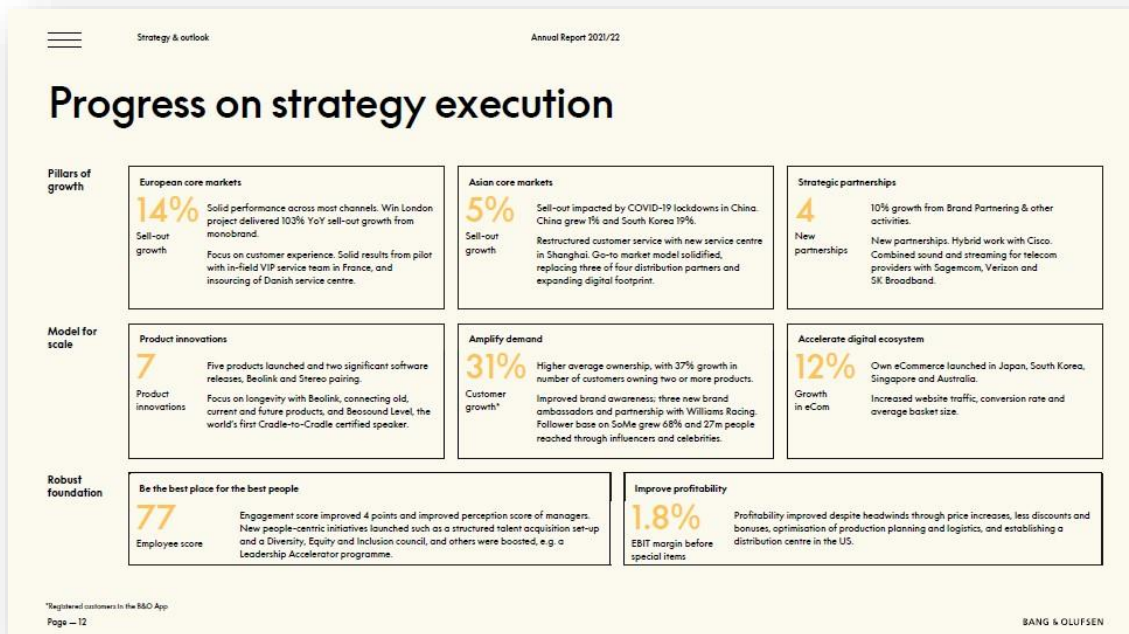 Strategy & outlook
Annual Report 2021/22
Progress on strategy execution
Pillars of
growth
European core markets
14%
Sell-out
growth
Solid performance across most channels. Win London
project delivered 103% YoY sell-out growth from
monobrand.
Focus on customer experience. Solid results from pilot
with in-field VIP service team in France, and
insourcing of Danish service centre.
Asian core markets
5%
Sell-out
growth
Sell-out impacted by COVID-19 lockdowns in China.
China grew 1% and South Korea 19%.
Restructured customer service with new service centre
in Shanghai. Go-to market model solidified,
replacing three of four distribution partners and
expanding digital footprint.
Strategic partnerships
4
New
partnerships
10% growth from Brand Partnering & other
activities.
New partnerships. Hybrid work with Cisco.
Combined sound and streaming for telecom
providers with Sagemcom, Verizon and
SK Broadband.
Model for
scale
Product innovations
7
Product
innovations
Five products launched and two significant software
releases, Beolink and Stereo pairing.
Focus on longevity with Beolink, connecting old,
current and future products, and Beosound Level, the
world's first Cradle-to-Cradle certified speaker.
Amplify demand
31%
Customer
growth*
Higher average ownership, with 37% growth in
number of customers owning two or more products.
Improved brand awareness; three new brand
ambassadors and partnership with Williams Racing.
Follower base on SoMe grew 68% and 27m people
reached through influencers and celebrities.
Accelerate digital ecosystem
12%
Growth
in eCom
Own eCommerce launched in Japan, South Korea,
Singapore and Australia.
Increased website traffic, conversion rate and
average basket size.
Robust
foundation
Be the best place for the best people
77
Employee score
Engagement score improved 4 points and improved perception score of managers.
New people-centric initiatives launched such as a structured talent acquisition set-up
and a Diversity, Equity and Inclusion council, and others were boosted, e.g. a
Leadership Accelerator programme.
Improve profitability
1.8%
EBIT margin before
special items
Profitability improved despite headwinds through price increases, less discounts and
bonuses, optimisation of production planning and logistics, and establishing a
distribution centre in the US.
*Registered customers in the B&O App
Page — 12
BANG & OLUFSEN